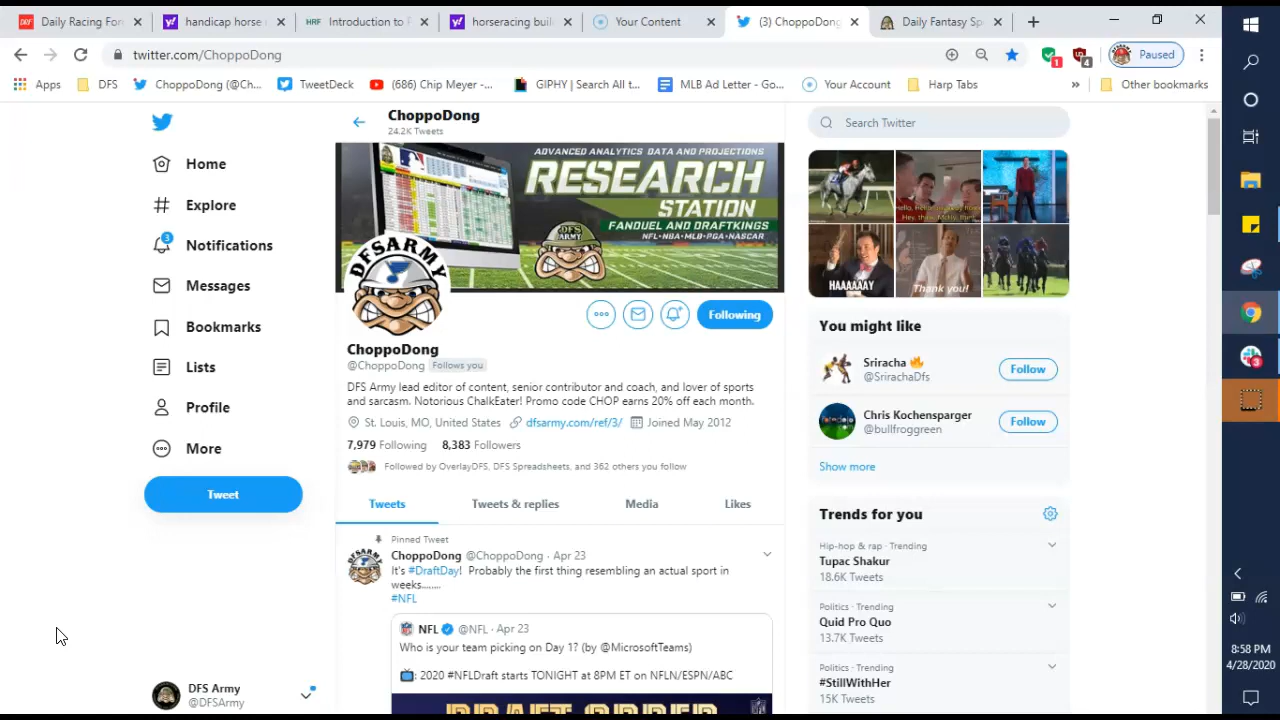 Daily Racing For
handicap horse r
Introduction to P
horseracing buil
Your Content
(3) ChoppoDong
Daily Fantasy Sp
twitter.com/ChoppoDong
Paused
Apps
DFS
ChoppoDong (@Ch...
TweetDeck
(686) Chip Meyer -...
GIPHY | Search All t...
MLB Ad Letter - Go...
Your Account
Harp Tabs
»
Other bookmarks
ChoppoDong
24.2K Tweets
Search Twitter
ADVANCED ANALYTICS DATA AND PROJECTIONS
RESEARCH
STATION
FANDUEL AND DRAFTKINGS
NFL•NBA•MLB•PGA•NASCAR
DFS ARMY
DFSARMY
HAAAAAAY
Thank you!
Home
Explore
3
Notifications
Messages
Bookmarks
Lists
Profile
More
Tweet
Following
ChoppoDong
@ChoppoDong Follows you
DFS Army lead editor of content, senior contributor and coach, and lover of sports
and sarcasm. Notorious ChalkEater! Promo code CHOP earns 20% off each month.
St. Louis, MO, United States dfsarmy.com/ref/3/ Joined May 2012
7,979 Following 8,383 Followers
Followed by OverlayDFS, DFS Spreadsheets, and 362 others you follow
Tweets Tweets & replies Media Likes
Pinned Tweet
ChoppoDong @ChoppoDong · Apr 23
It's #DraftDay! Probably the first thing resembling an actual sport in
weeks........
#NFL
NFL @NFL · Apr 23
Who is your team picking on Day 1? (by @MicrosoftTeams)
: 2020 #NFLDraft starts TONIGHT at 8PM ET on NFLN/ESPN/ABC
DRAFT ORDER
You might like
Sriracha
@SrirachaDfs
Follow
Chris Kochensparger
@bullfroggreen
Follow
Show more
Trends for you
Hip-hop & rap · Trending
Tupac Shakur
18.6K Tweets
Politics · Trending
Quid Pro Quo
13.7K Tweets
Politics · Trending
#StillWithHer
15K Tweets
DFS Army
@DFSArmy
8:58 PM
4/28/2020